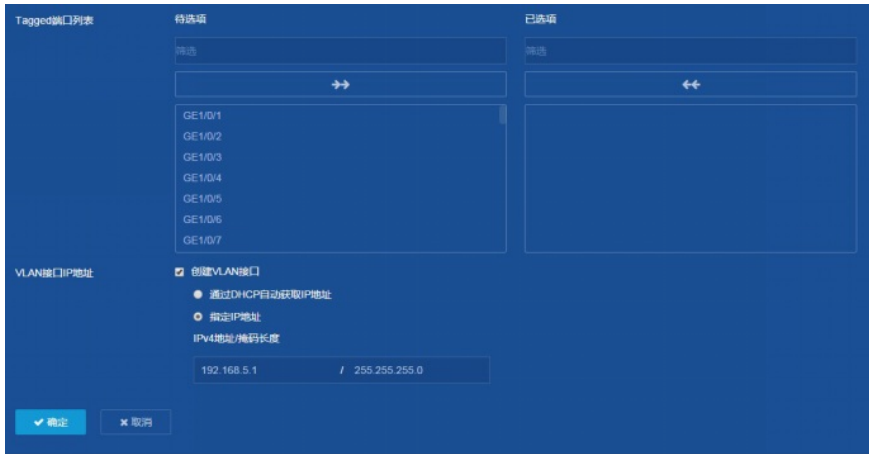 Tagged端口列表 待选项 已选项
筛选 筛选
GE1/0/1
GE1/0/2
GE1/0/3
GE1/0/4
GE1/0/5
GE1/0/6
GE1/0/7
VLAN接口IP地址 创建VLAN接口
通过DHCP自动获取IP地址
指定IP地址
IPv4地址/掩码长度
192.168.5.1 / 255.255.255.0
确定 取消